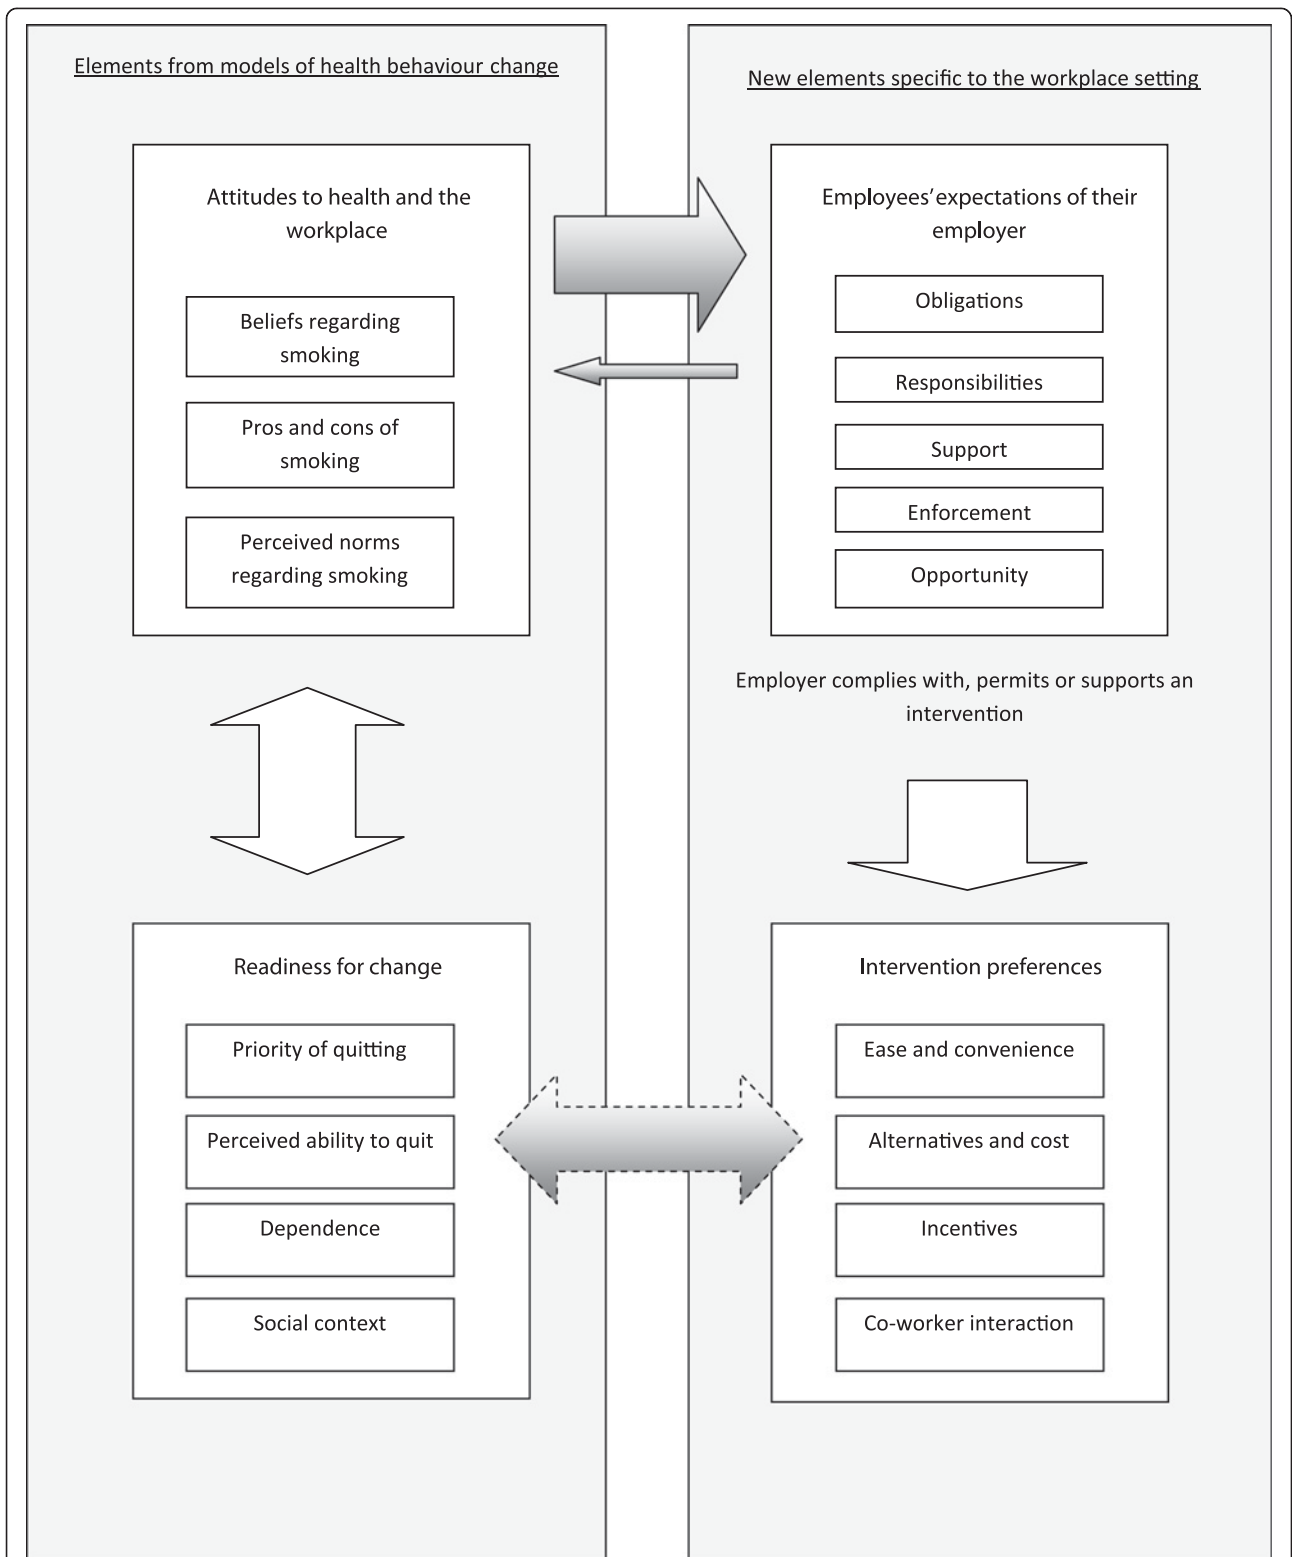 Elements from models of health behaviour change
New elements specific to the workplace setting
Attitudes to health and the
workplace
Beliefs regarding
smoking
Pros and cons of
smoking
Perceived norms
regarding smoking
Employees' expectations of their
employer
Obligations
Responsibilities
Support
Enforcement
Opportunity
Employer complies with, permits or supports an
intervention
Readiness for change
Priority of quitting
Perceived ability to quit
Dependence
Social context
Intervention preferences
Ease and convenience
Alternatives and cost
Incentives
Co-worker interaction